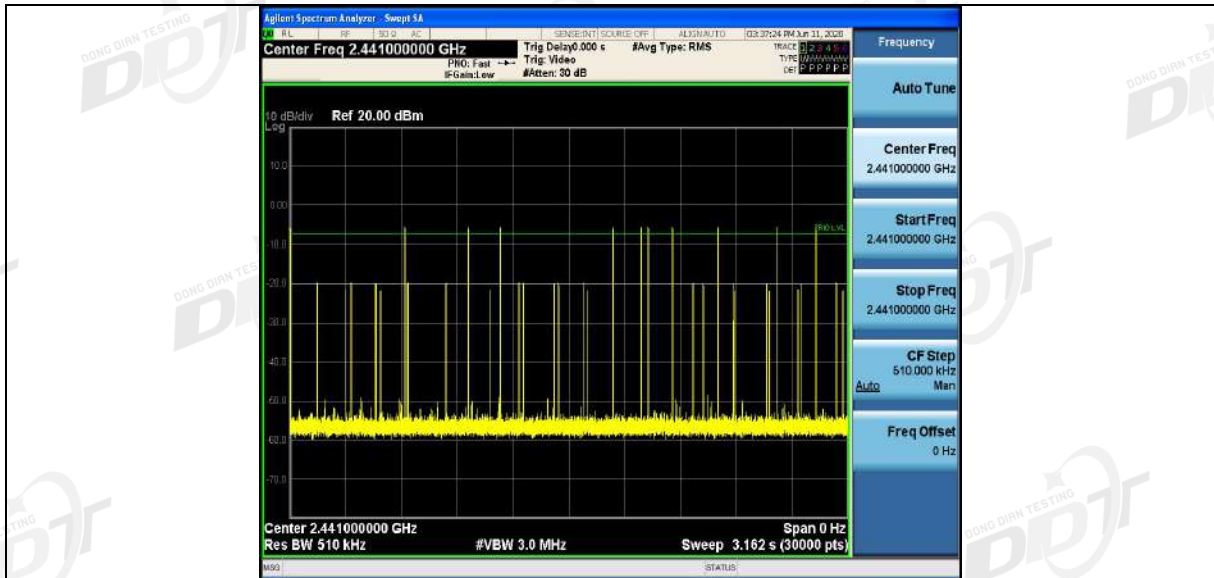 Agilent Spectrum Analyzer - Swept SA
RL RF 50 Ω AC SENSE:INT SOURCE OFF ALIGNAUTO 03:37:24 PM Jun 11, 2020
Center Freq 2.441000000 GHz
PNO: Fast
IFGain:Low
Trig Delay0.000 s
Trig: Video
#Atten: 30 dB
#Avg Type: RMS
TRACE 1 2 3 4 5 6
TYPE
DET P P P P P P
10 dB/div
Log
Ref 20.00 dBm
10.0
0.00
-10.0
-20.0
-30.0
-40.0
-50.0
-60.0
-70.0
TRIG LVL
Center 2.441000000 GHz
Span 0 Hz
Res BW 510 kHz
#VBW 3.0 MHz
Sweep 3.162 s (30000 pts)
MSG
STATUS
Frequency
Auto Tune
Center Freq
2.441000000 GHz
Start Freq
2.441000000 GHz
Stop Freq
2.441000000 GHz
CF Step
510.000 kHz
Auto Man
Freq Offset
0 Hz
DONG DIAN TESTING
DDT